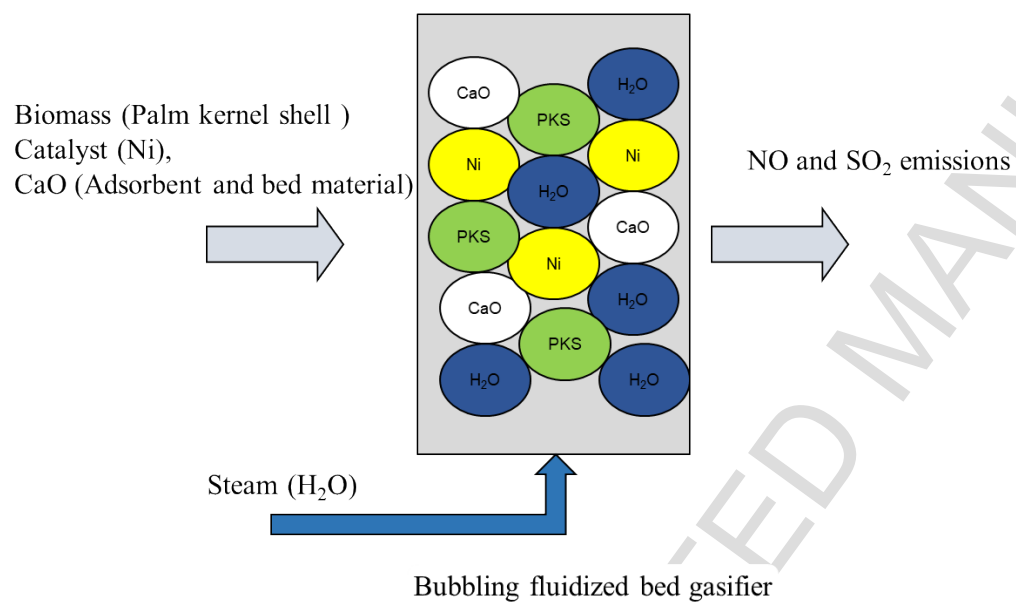 Biomass (Palm kernel shell )
Catalyst (Ni),
CaO (Adsorbent and bed material)
CaO
PKS
H₂O
Ni
H₂O
Ni
PKS
Ni
CaO
CaO
PKS
H₂O
H₂O
H₂O
NO and SO₂ emissions
Steam (H₂O)
Bubbling fluidized bed gasifier